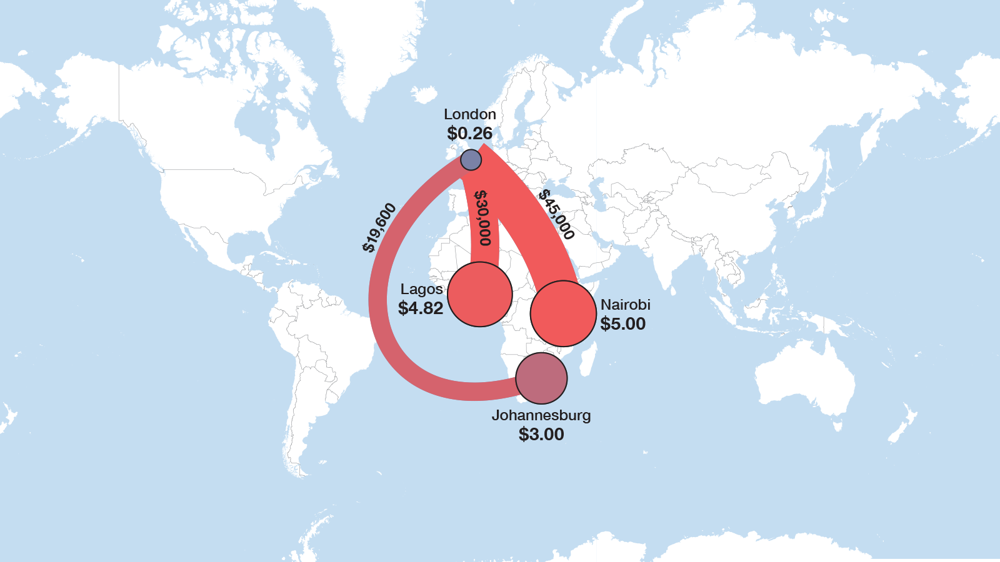 London
$0.26
$19,600
$30,000
$45,000
Lagos
$4.82
Nairobi
$5.00
Johannesburg
$3.00